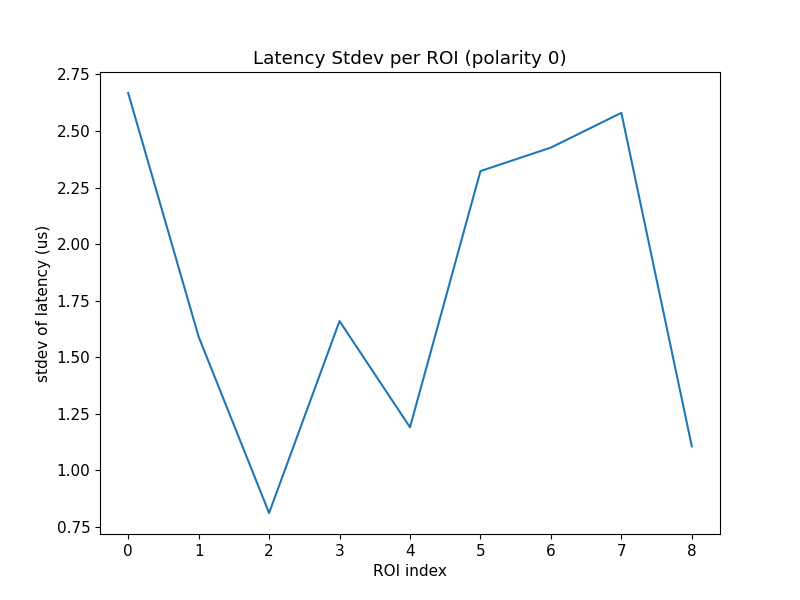 Latency Stdev per ROI (polarity 0)
stdev of latency (us)
2.75
2.50
2.25
2.00
1.75
1.50
1.25
1.00
0.75
0 1 2 3 4 5 6 7 8
ROI index